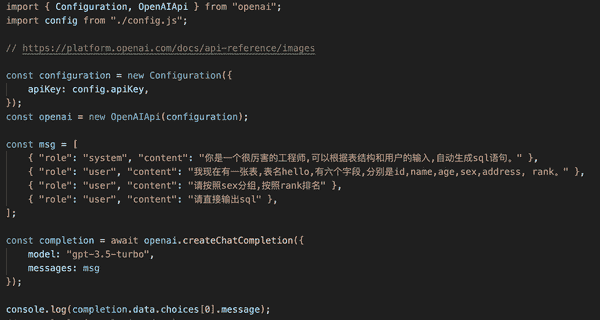 import { Configuration, OpenAIApi } from "openai";
import config from "./config.js";
// https://platform.openai.com/docs/api-reference/images
const configuration = new Configuration({
    apiKey: config.apiKey,
});
const openai = new OpenAIApi(configuration);
const msg = [
    { "role": "system", "content": "你是一个很厉害的工程师,可以根据表结构和用户的输入,自动生成sql语句。" },
    { "role": "user", "content": "我现在有一张表,表名hello,有六个字段,分别是id,name,age,sex,address, rank。" },
    { "role": "user", "content": "请按照sex分组,按照rank排名" },
    { "role": "user", "content": "请直接输出sql" },
];
const completion = await openai.createChatCompletion({
    model: "gpt-3.5-turbo",
    messages: msg
});
console.log(completion.data.choices[0].message);